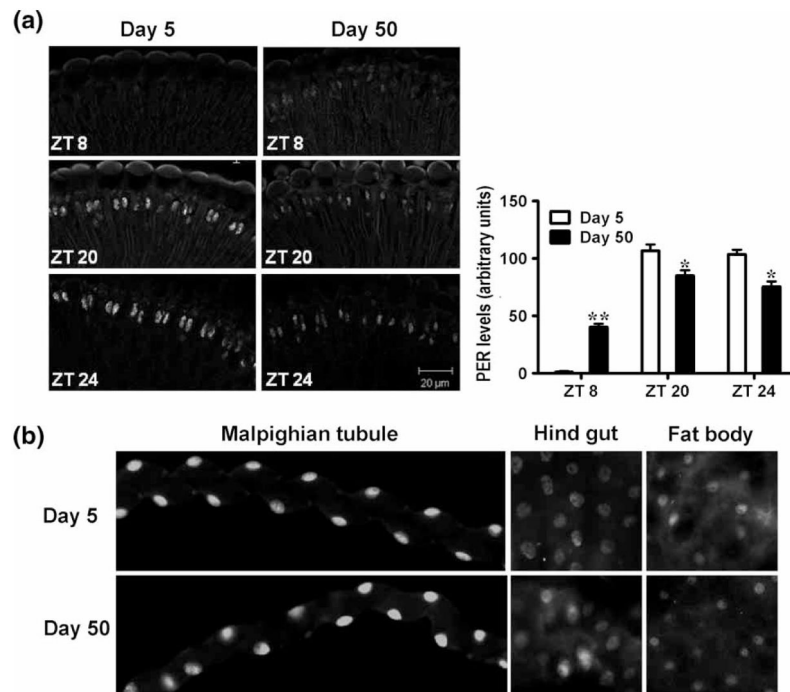 (a)
Day 5 Day 50
ZT 8 ZT 8
ZT 20 ZT 20
ZT 24 ZT 24
20 µm
PER levels (arbitrary units)
150
100
50
0
Day 5
Day 50
**
*
*
ZT 8 ZT 20 ZT 24
(b)
Malpighian tubule Hind gut Fat body
Day 5
Day 50